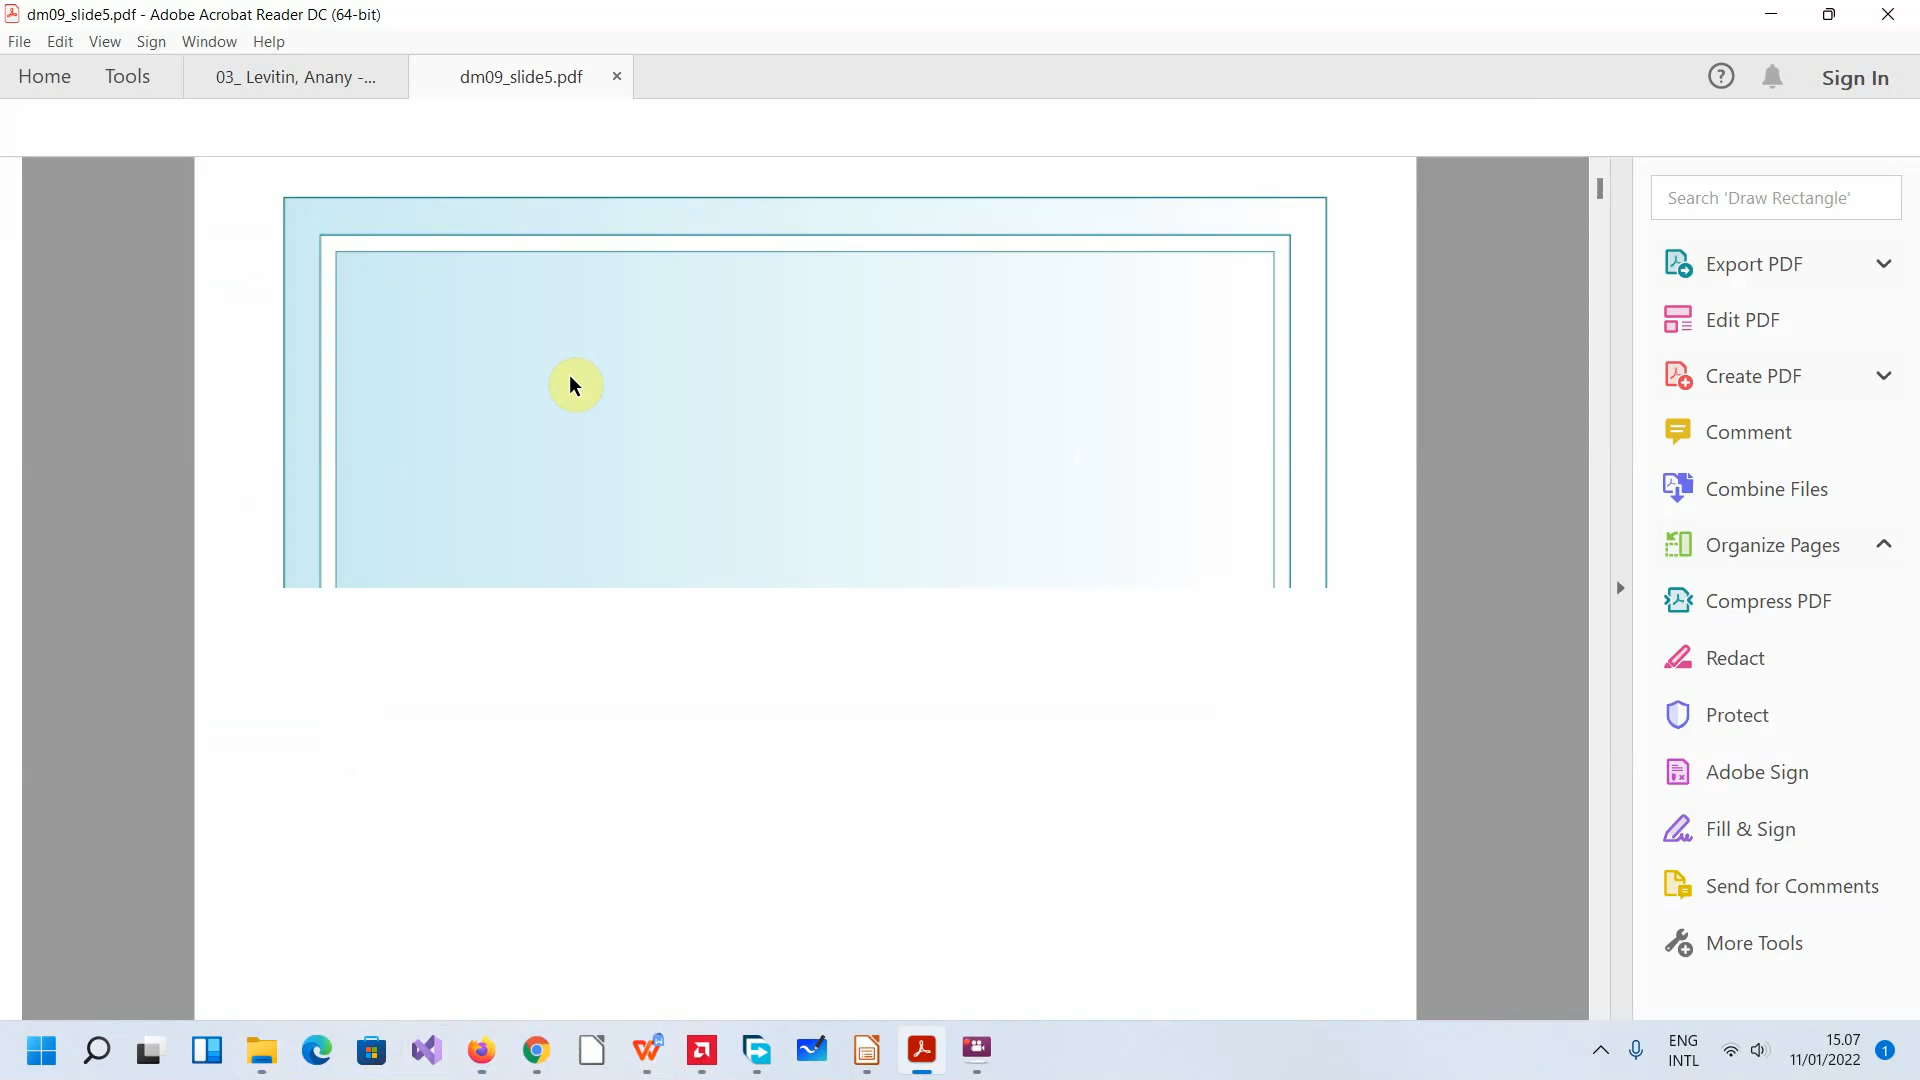 dm09_slide5.pdf - Adobe Acrobat Reader DC (64-bit)
File Edit View Sign Window Help
Home Tools 03_ Levitin, Anany -... dm09_slide5.pdf Sign In
Search 'Draw Rectangle'
Export PDF
Edit PDF
Create PDF
Comment
Combine Files
Organize Pages
Compress PDF
Redact
Protect
Adobe Sign
Fill & Sign
Send for Comments
More Tools
ENG
INTL
15.07
11/01/2022
1